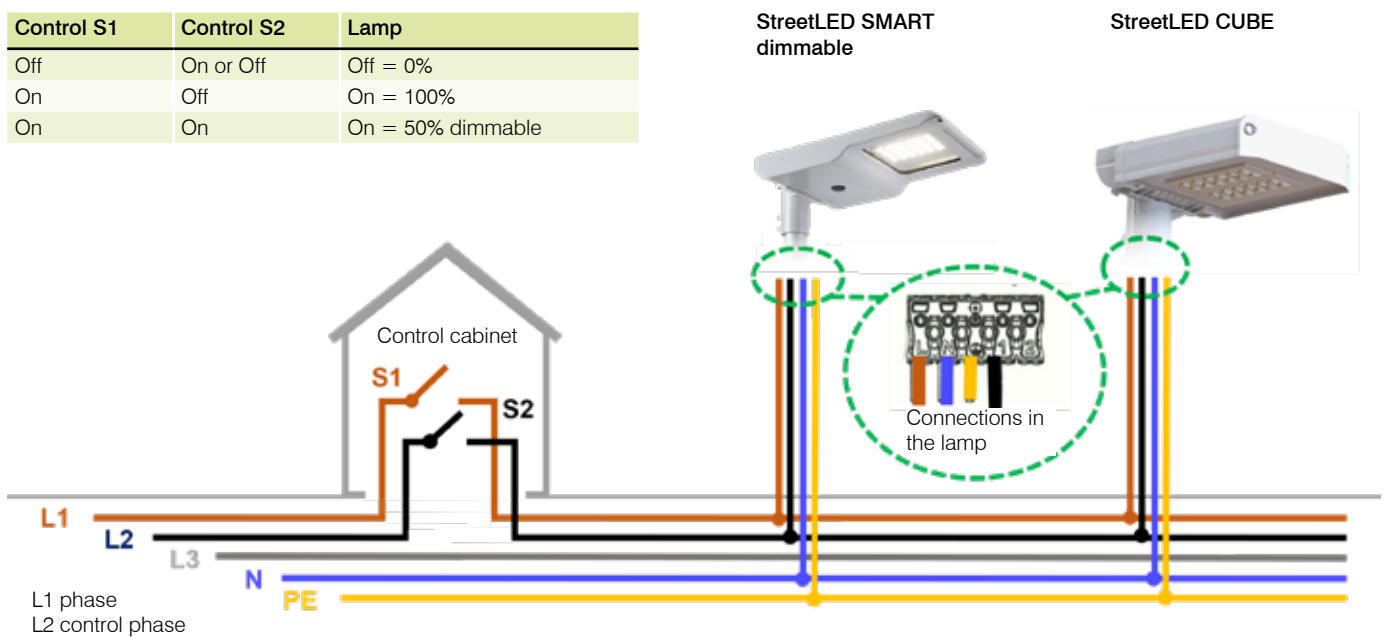 Control S1 Control S2 Lamp
Off On or Off Off = 0%
On Off On = 100%
On On On = 50% dimmable
StreetLED SMART
dimmable
StreetLED CUBE
Control cabinet
S1
S2
L N 1 2
Connections in
the lamp
L1
L2
L3
N
PE
L1 phase
L2 control phase